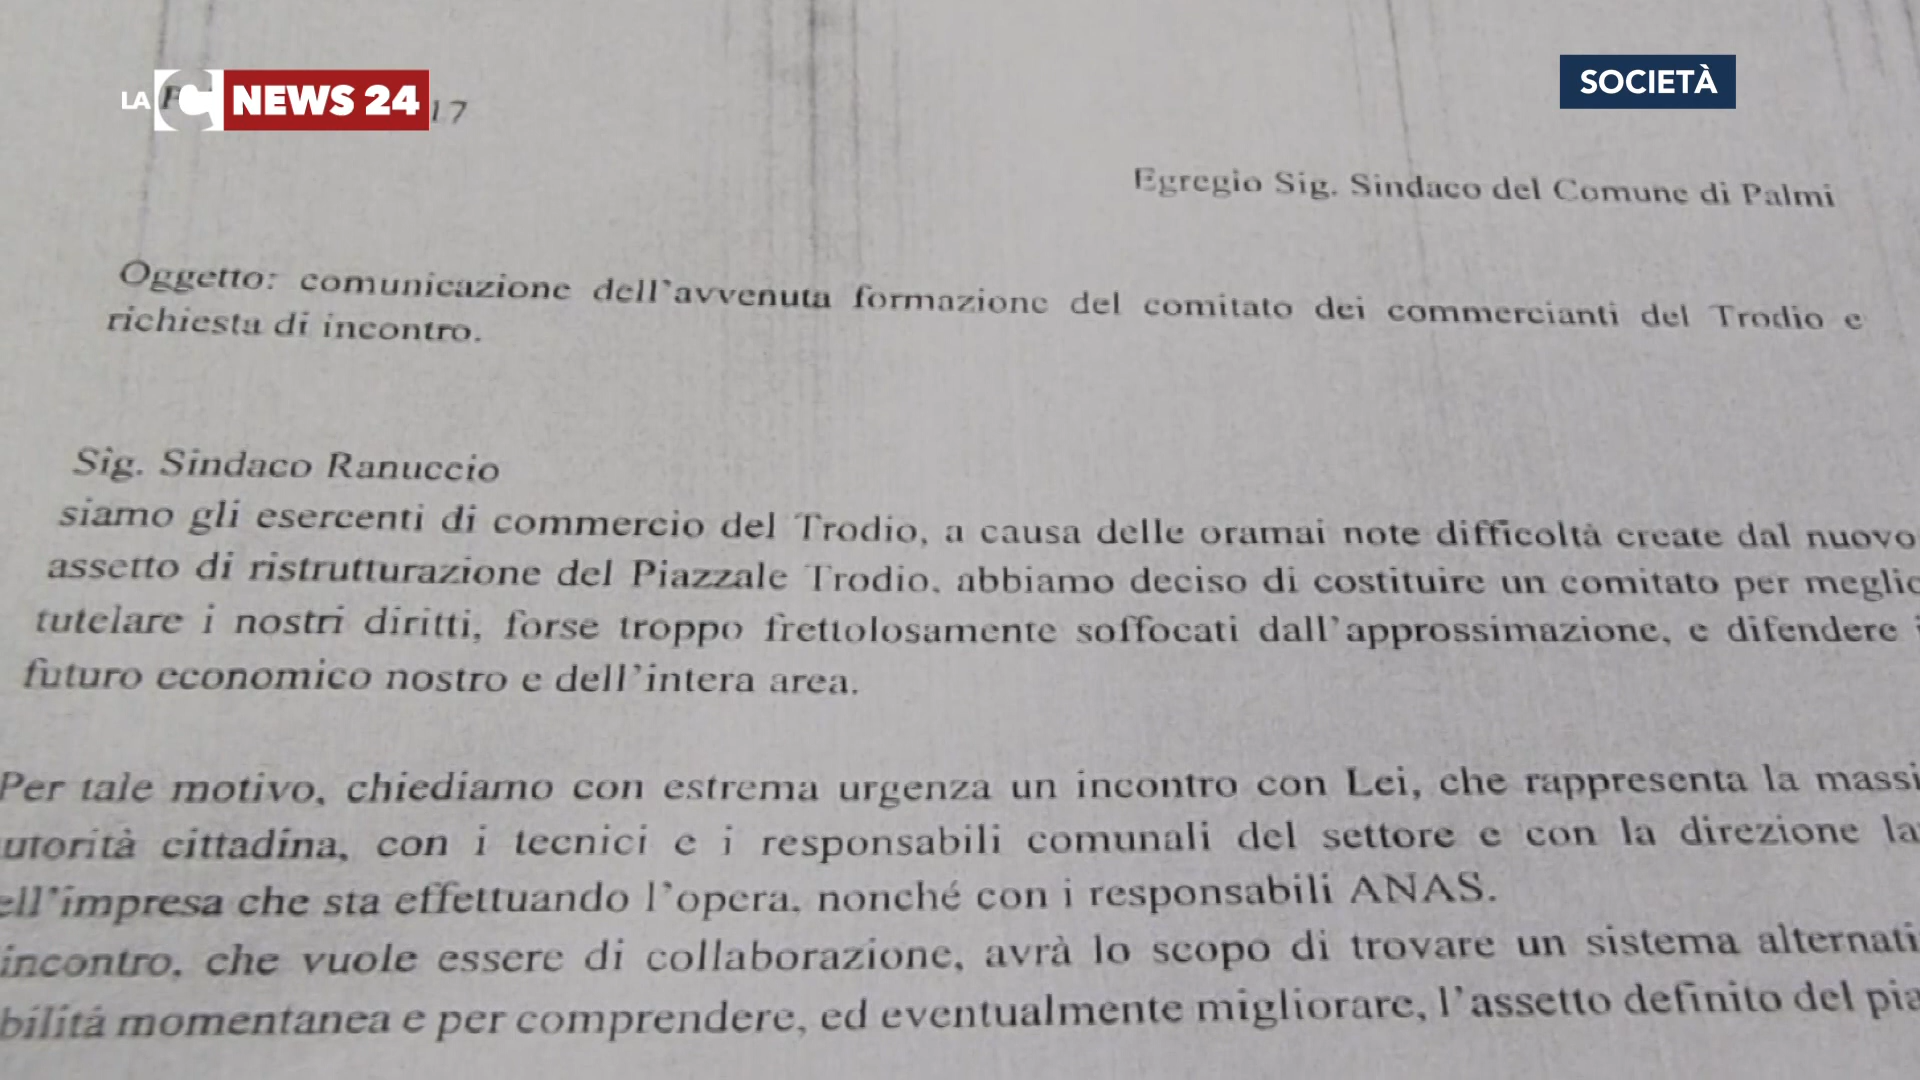 LA C NEWS 24
SOCIETÀ
17
Egregio Sig. Sindaco del Comune di Palmi
Oggetto: comunicazione dell'avvenuta formazione del comitato dei commercianti del Trodio e
richiesta di incontro.
Sig. Sindaco Ranuccio
siamo gli esercenti di commercio del Trodio, a causa delle oramai note difficoltà create dal nuovo
assetto di ristrutturazione del Piazzale Trodio, abbiamo deciso di costituire un comitato per meglio
tutelare i nostri diritti, forse troppo frettolosamente soffocati dall'approssimazione, e difendere i
futuro economico nostro e dell'intera area.
Per tale motivo, chiediamo con estrema urgenza un incontro con Lei, che rappresenta la massi
utorità cittadina, con i tecnici e i responsabili comunali del settore e con la direzione la
ell'impresa che sta effettuando l'opera, nonché con i responsabili ANAS.
incontro, che vuole essere di collaborazione, avrà lo scopo di trovare un sistema alternati
bilità momentanea e per comprendere, ed eventualmente migliorare, l'assetto definito del pia